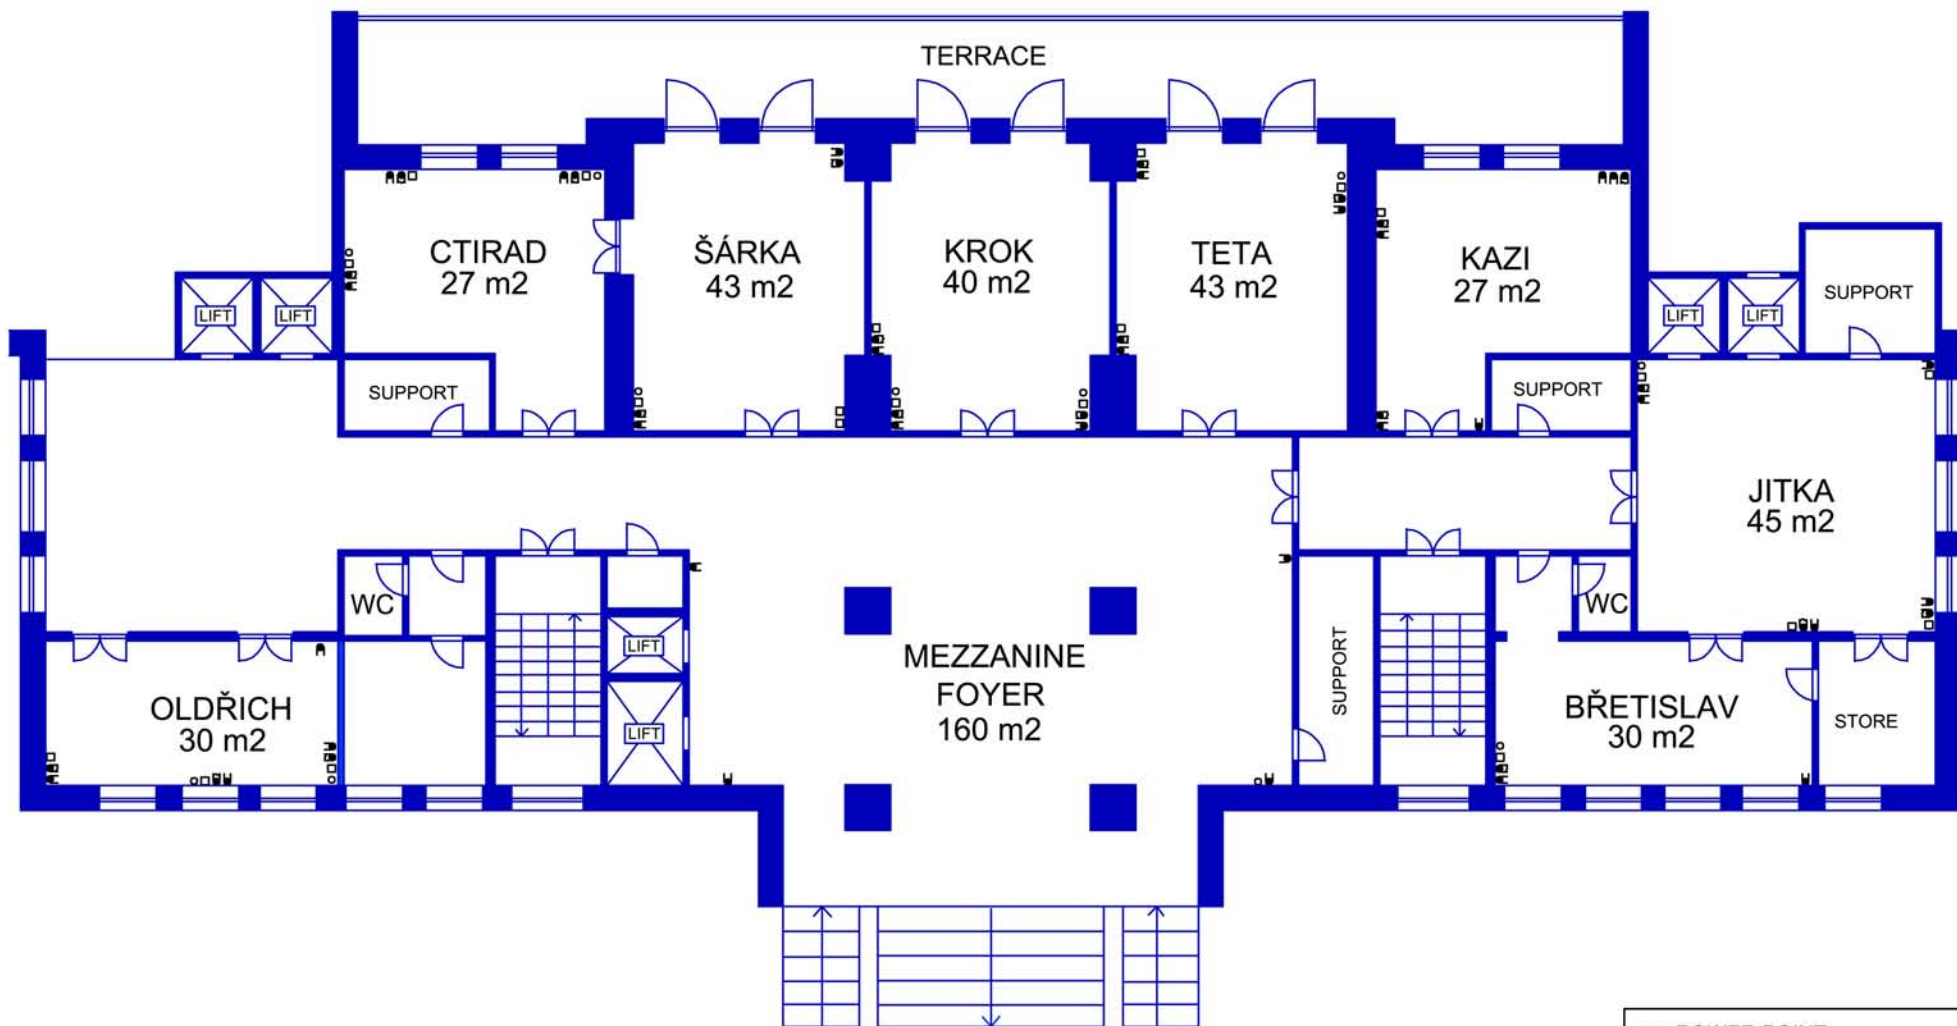 TERRACE
CTIRAD
27 m2
ŠÁRKA
43 m2
KROK
40 m2
TETA
43 m2
KAZI
27 m2
SUPPORT
LIFT
LIFT
LIFT
LIFT
SUPPORT
SUPPORT
JITKA
45 m2
WC
WC
LIFT
MEZZANINE
FOYER
160 m2
SUPPORT
OLDŘICH
30 m2
LIFT
BŘETISLAV
30 m2
STORE